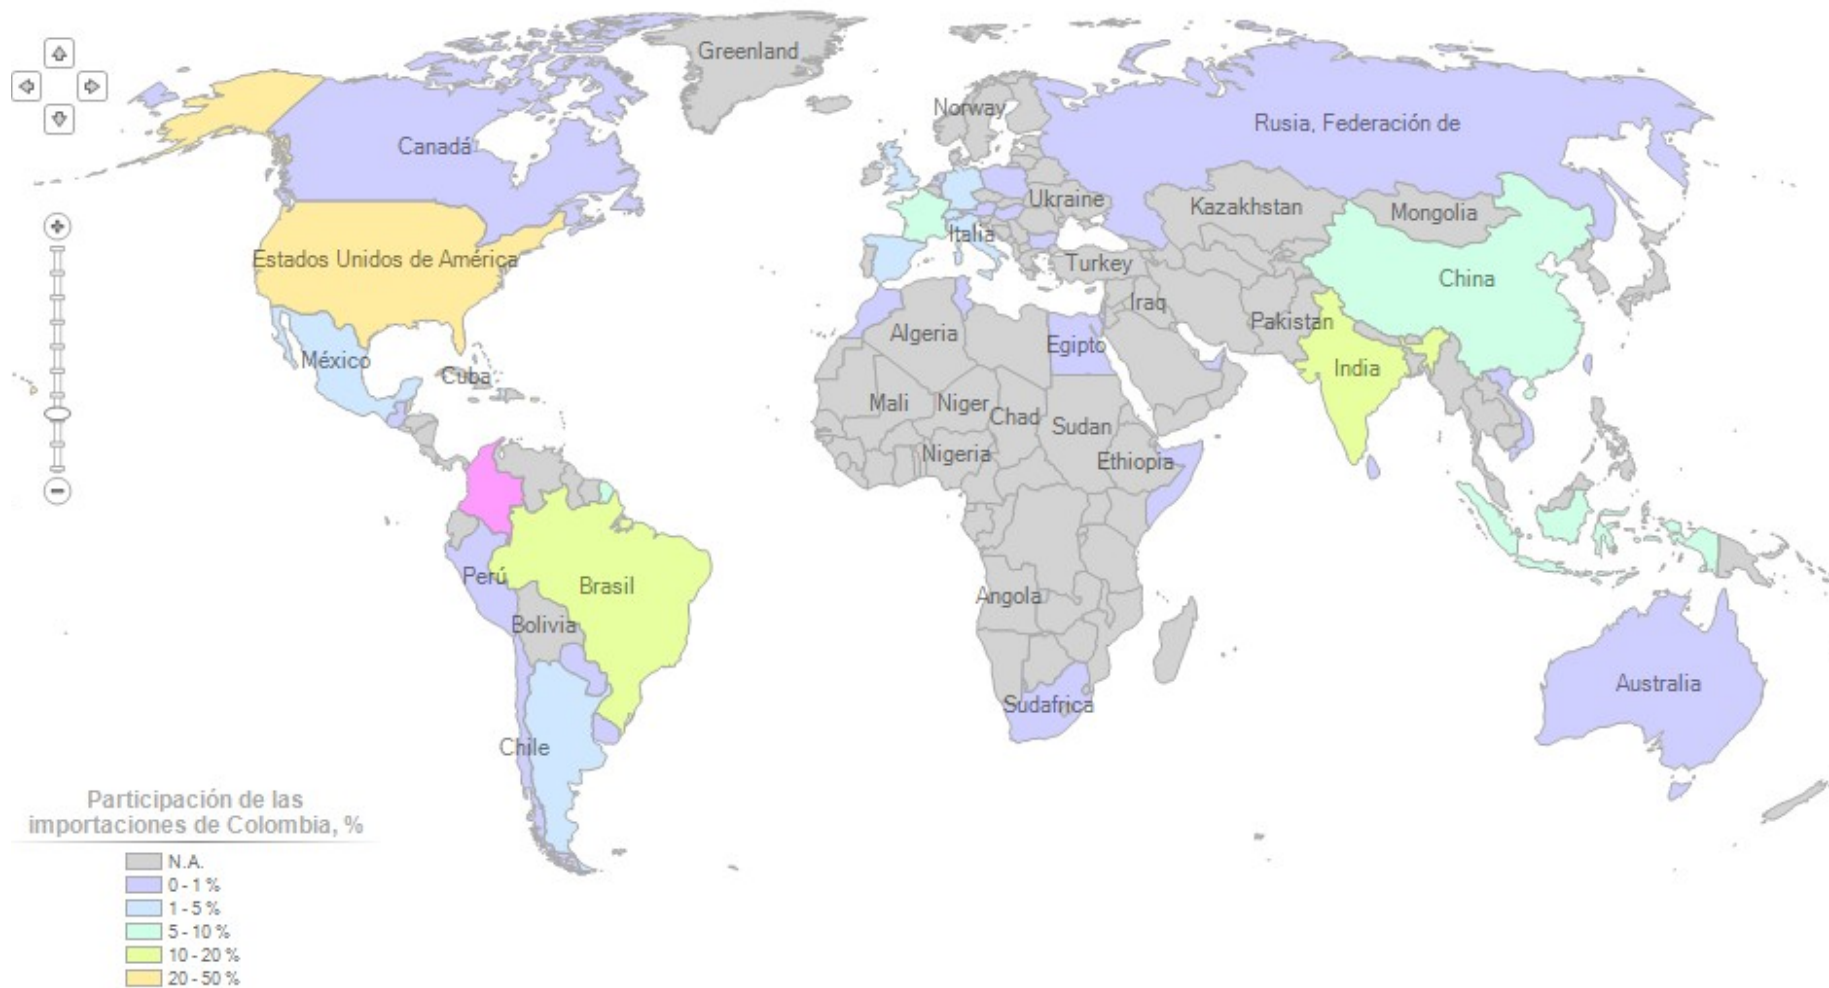 Greenland
Norway
Rusia, Federación de
Canadá
Ukraine
Kazakhstan
Mongolia
Italia
Estados Unidos de América
Turkey
China
Iraq
Pakistan
Algeria
Egipto
México
India
Cuba
Mali
Niger
Chad
Sudan
Nigeria
Ethiopia
Perú
Brasil
Angola
Bolivia
Australia
Sudafrica
Chile
Participación de las
importaciones de Colombia, %
N.A.
0 - 1 %
1 - 5 %
5 - 10 %
10 - 20 %
20 - 50 %